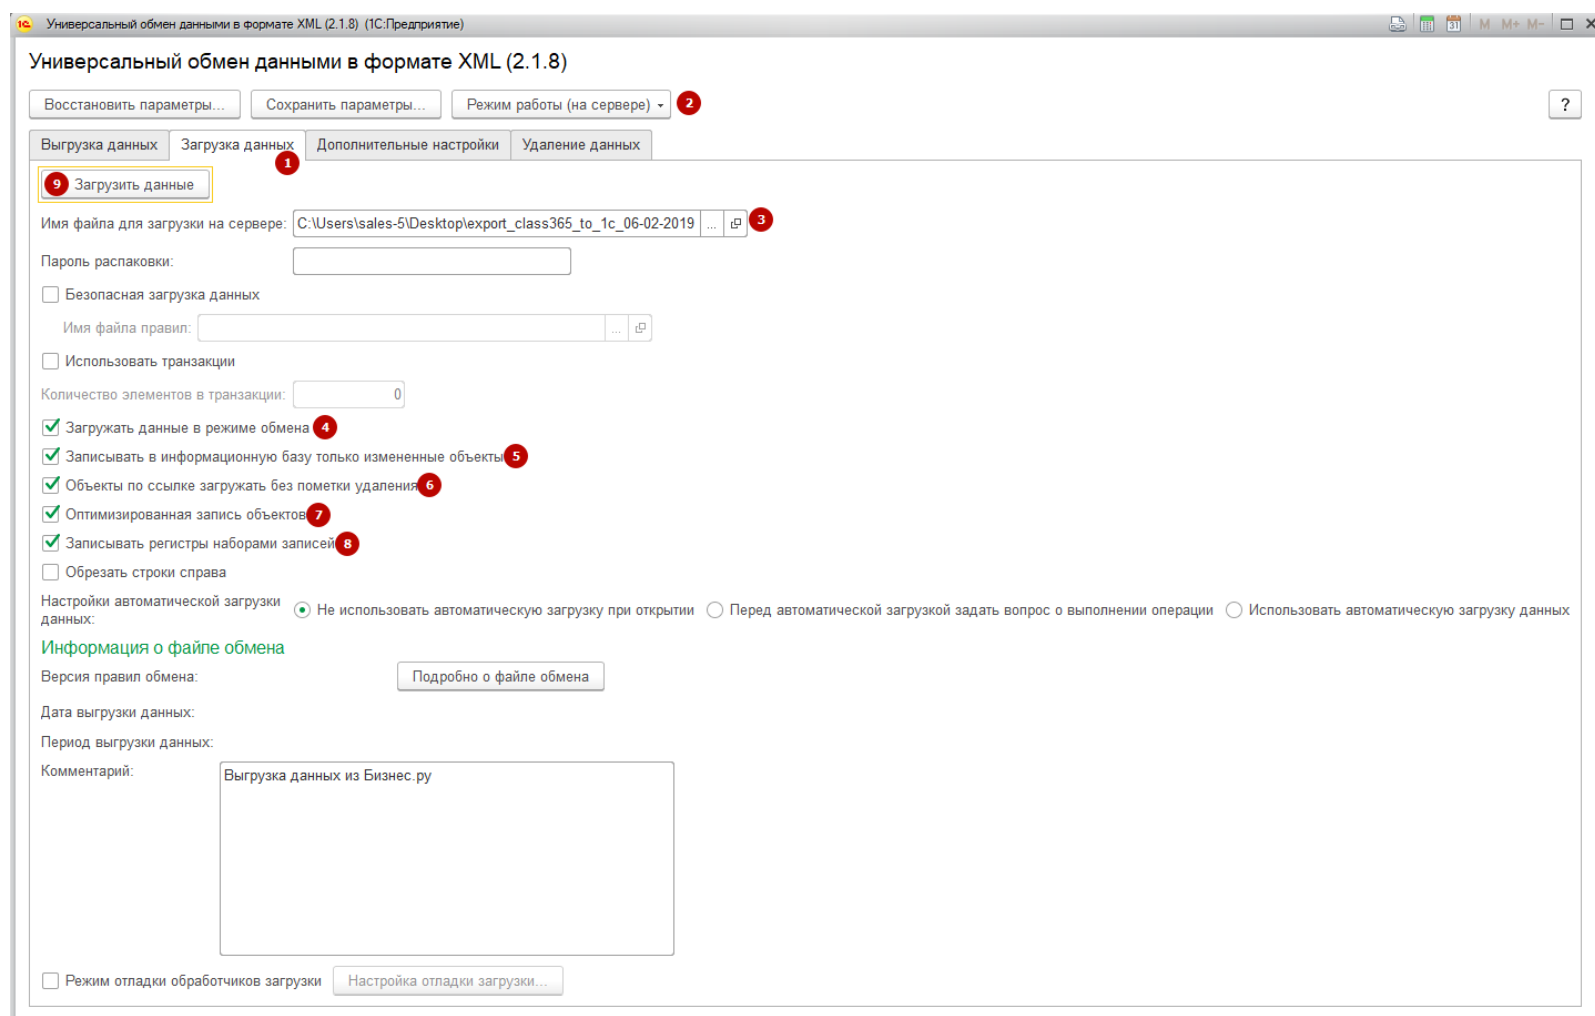 Универсальный обмен данными в формате XML (2.1.8) (1С:Предприятие)
31 M M+ M-
Универсальный обмен данными в формате XML (2.1.8)
Восстановить параметры... Сохранить параметры... Режим работы (на сервере) 2 ?
Выгрузка данных Загрузка данных Дополнительные настройки Удаление данных
1
9 Загрузить данные
Имя файла для загрузки на сервере: C:\Users\sales-5\Desktop\export_class365_to_1c_06-02-2019 ... 3
Пароль распаковки:
Безопасная загрузка данных
Имя файла правил: ...
Использовать транзакции
Количество элементов в транзакции: 0
Загружать данные в режиме обмена 4
Записывать в информационную базу только измененные объекты 5
Объекты по ссылке загружать без пометки удаления 6
Оптимизированная запись объектов 7
Записывать регистры наборами записей 8
Обрезать строки справа
Настройки автоматической загрузки
данных: Не использовать автоматическую загрузку при открытии Перед автоматической загрузкой задать вопрос о выполнении операции Использовать автоматическую загрузку данных
Информация о файле обмена
Версия правил обмена: Подробно о файле обмена
Дата выгрузки данных:
Период выгрузки данных:
Комментарий: Выгрузка данных из Бизнес.ру
Режим отладки обработчиков загрузки Настройка отладки загрузки...